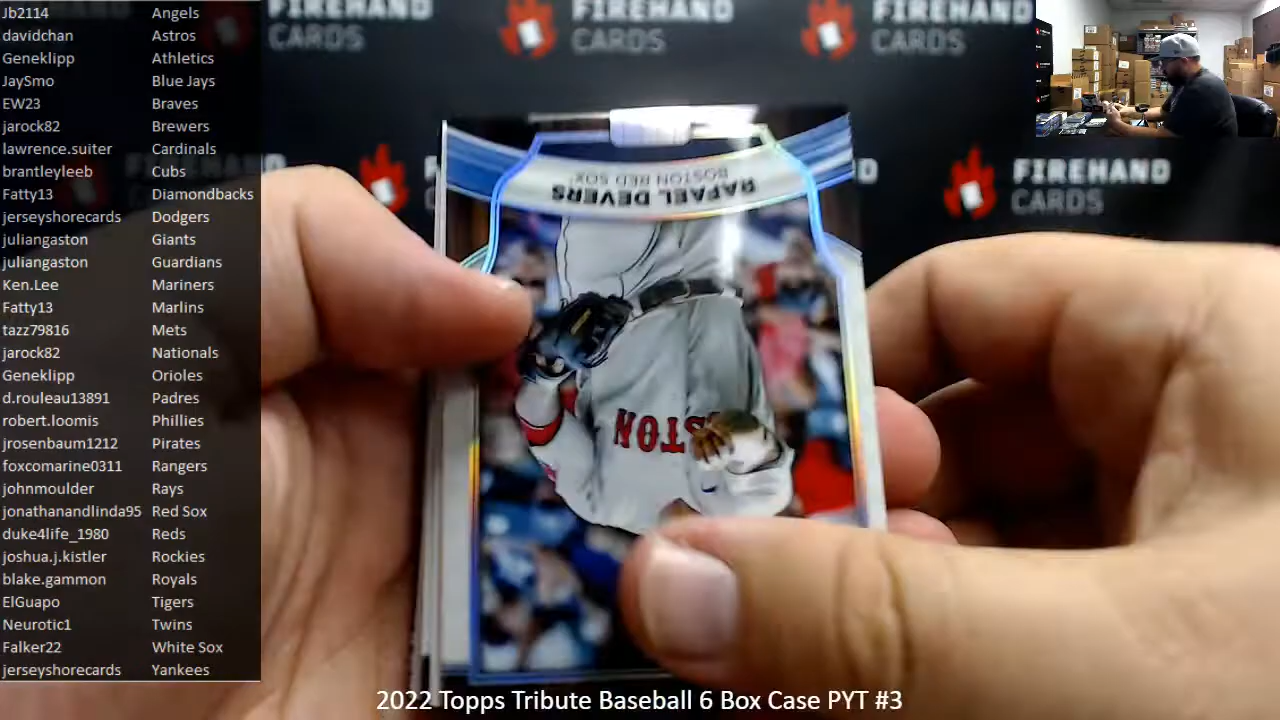 Jb2114 Angels
davidchan Astros
Geneklipp Athletics
JaySmo Blue Jays
EW23 Braves
jarock82 Brewers
lawrence.suiter Cardinals
brantleyleeb Cubs
Fatty13 Diamondbacks
jerseyshorecards Dodgers
juliangaston Giants
juliangaston Guardians
Ken.Lee Mariners
Fatty13 Marlins
tazz79816 Mets
jarock82 Nationals
Geneklipp Orioles
d.rouleau13891 Padres
robert.loomis Phillies
jrosenbaum1212 Pirates
foxcomarine0311 Rangers
johnmoulder Rays
jonathanandlinda95 Red Sox
duke4life_1980 Reds
joshua.j.kistler Rockies
blake.gammon Royals
ElGuapo Tigers
Neurotic1 Twins
Falker22 White Sox
jerseyshorecards Yankees
FIREHAND CARDS
FIREHAND CARDS
FIREHAND CARDS
FIREHAND CARDS
RAFAEL DEVERS
BOSTON RED SOX
STON
2022 Topps Tribute Baseball 6 Box Case PYT #3